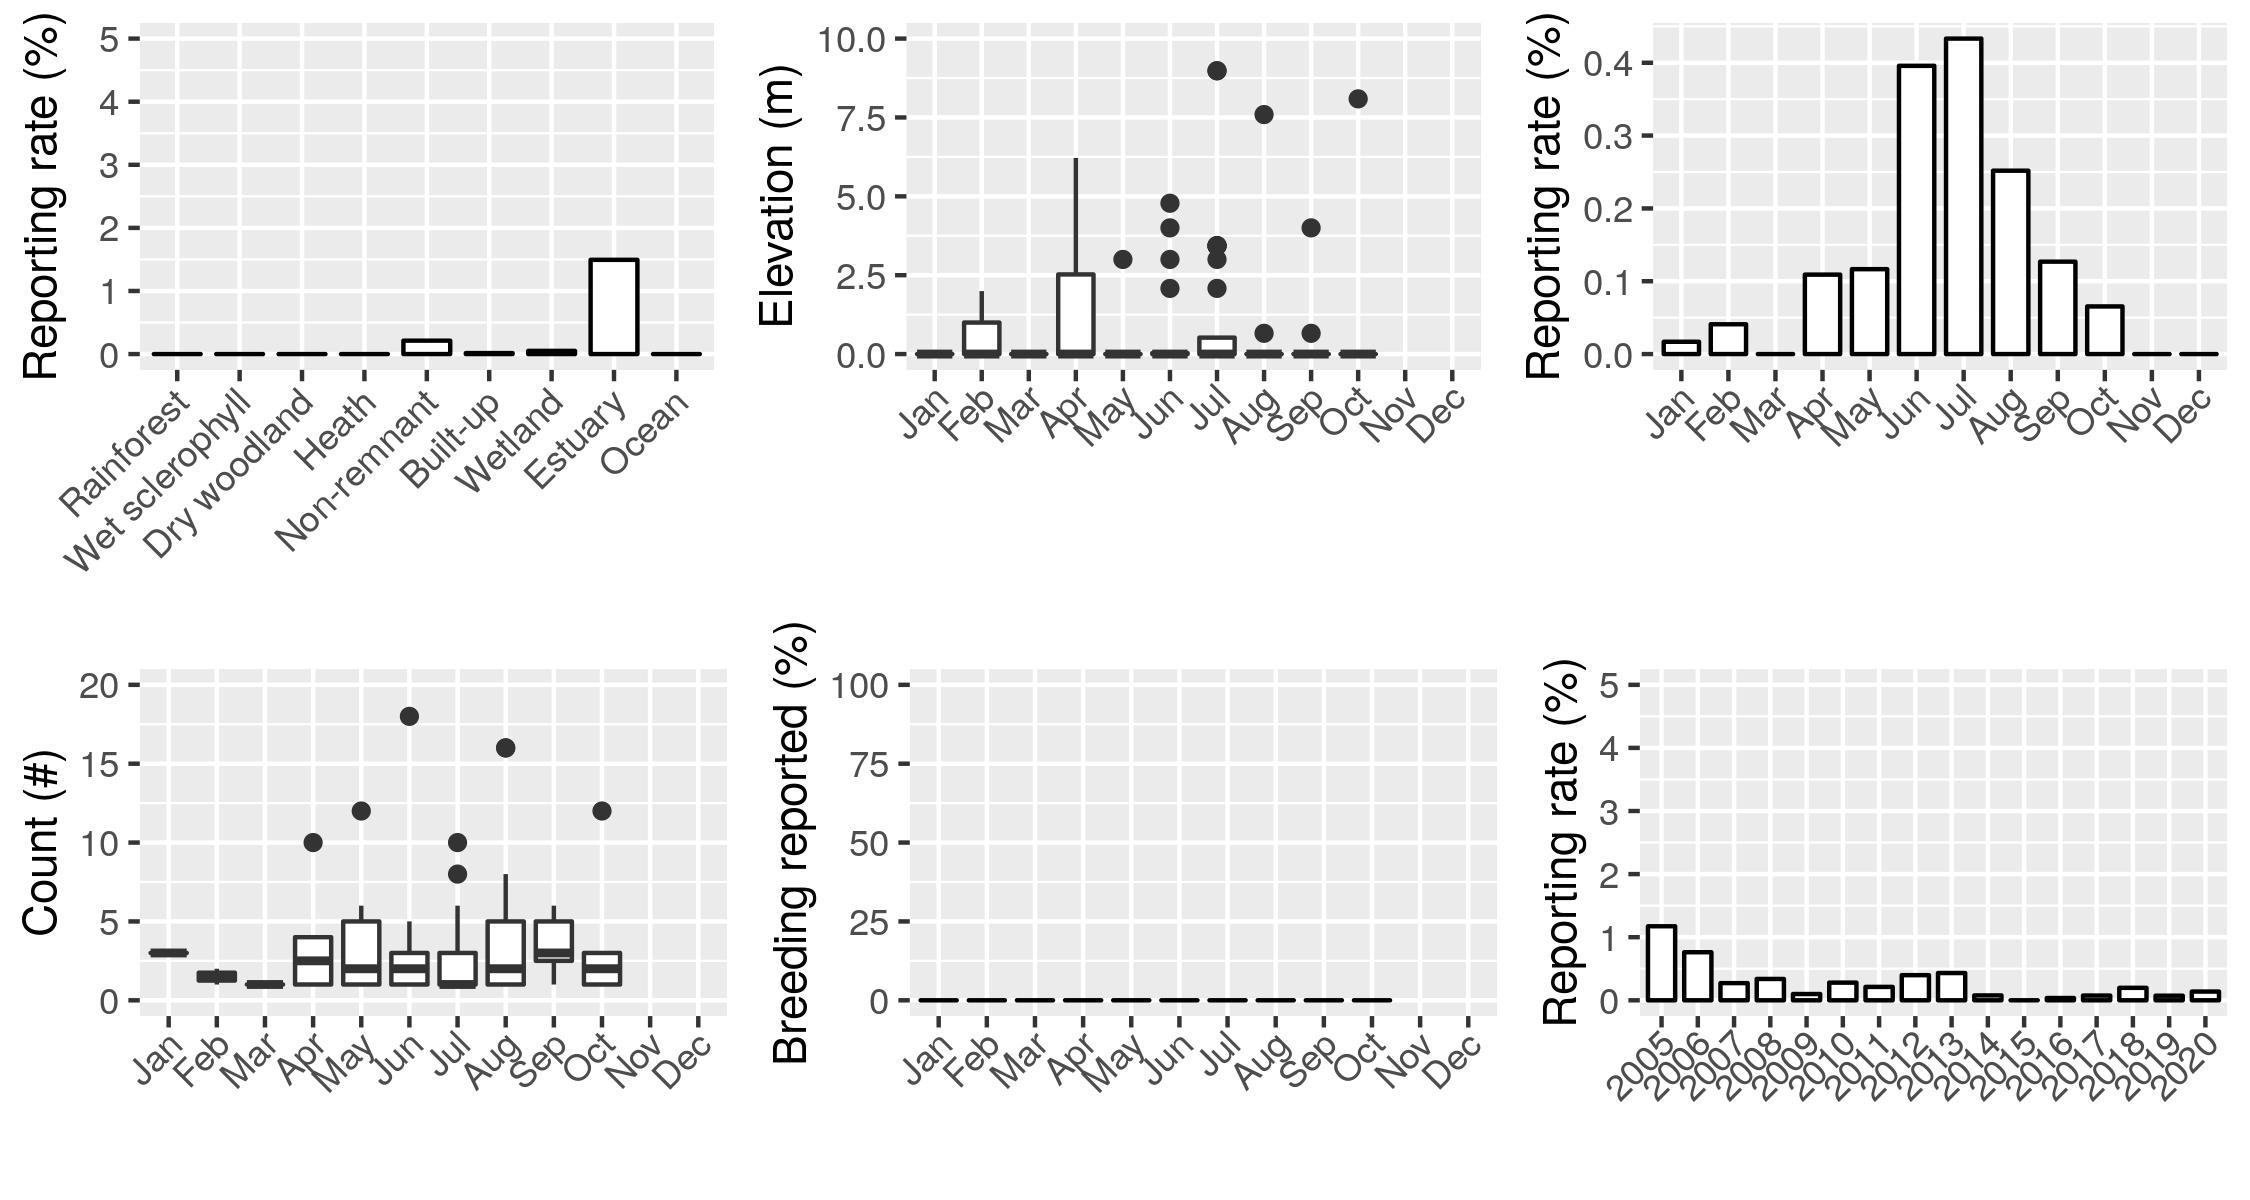 Reporting rate (%)
5
4
3
2
1
0
Rainforest
Wet sclerophyll
Dry woodland
Heath
Non-remnant
Built-up
Wetland
Estuary
Ocean
Elevation (m)
10.0
7.5
5.0
2.5
0.0
Jan
Feb
Mar
Apr
May
Jun
Jul
Aug
Sep
Oct
Nov
Dec
Reporting rate (%)
0.4
0.3
0.2
0.1
0.0
Jan
Feb
Mar
Apr
May
Jun
Jul
Aug
Sep
Oct
Nov
Dec
Count (#)
20
15
10
5
0
Jan
Feb
Mar
Apr
May
Jun
Jul
Aug
Sep
Oct
Nov
Dec
Breeding reported (%)
100
75
50
25
0
Jan
Feb
Mar
Apr
May
Jun
Jul
Aug
Sep
Oct
Nov
Dec
Reporting rate (%)
5
4
3
2
1
0
2005
2006
2007
2008
2009
2010
2011
2012
2013
2014
2015
2016
2017
2018
2019
2020